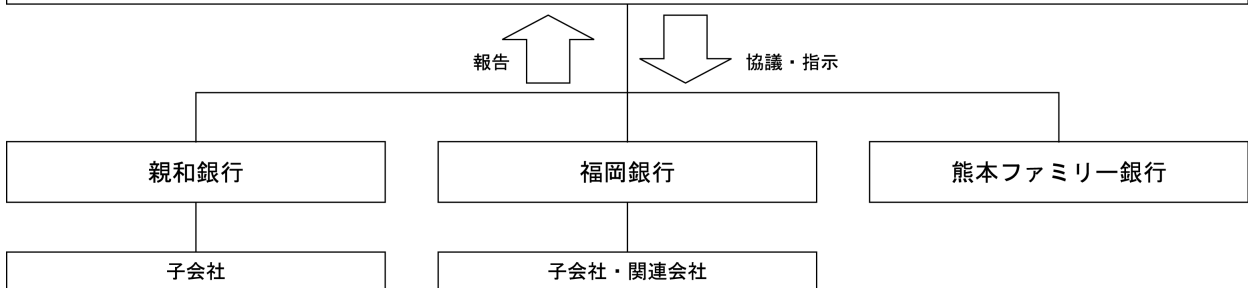 報告
協議・指示
親和銀行
福岡銀行
熊本ファミリー銀行
子会社
子会社・関連会社